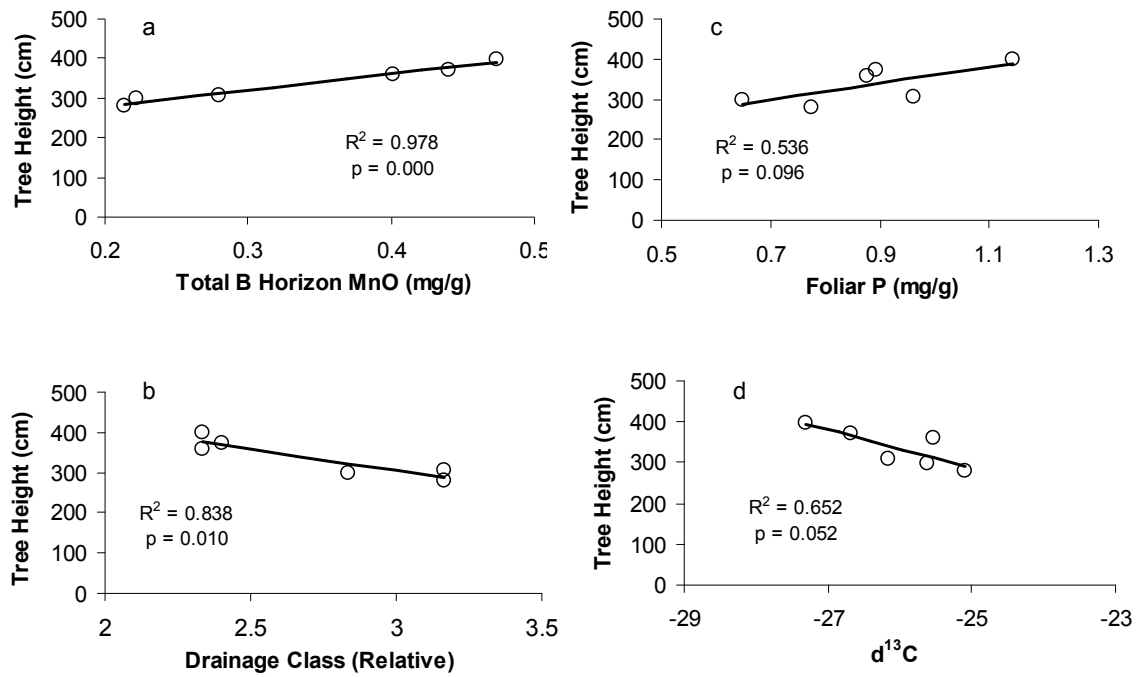 a
500
400
300
200
100
0
Tree Height (cm)
R² = 0.978
p = 0.000
0.2 0.3 0.4 0.5
Total B Horizon MnO (mg/g)
c
500
400
300
200
100
0
Tree Height (cm)
R² = 0.536
p = 0.096
0.5 0.7 0.9 1.1 1.3
Foliar P (mg/g)
b
500
400
300
200
100
0
Tree Height (cm)
R² = 0.838
p = 0.010
2 2.5 3 3.5
Drainage Class (Relative)
d
500
400
300
200
100
0
Tree Height (cm)
R² = 0.652
p = 0.052
-29 -27 -25 -23
d¹³C